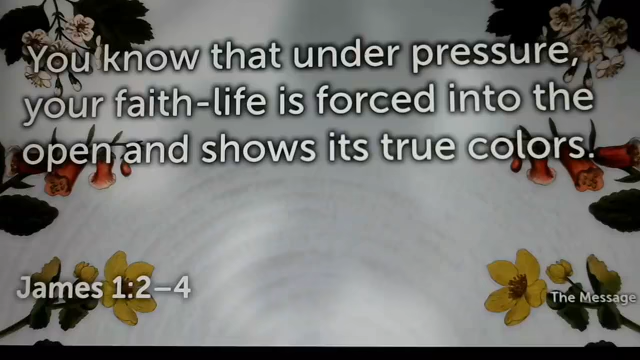 You know that under pressure,
your faith-life is forced into the
open and shows its true colors.
James 1:2–4
The Message